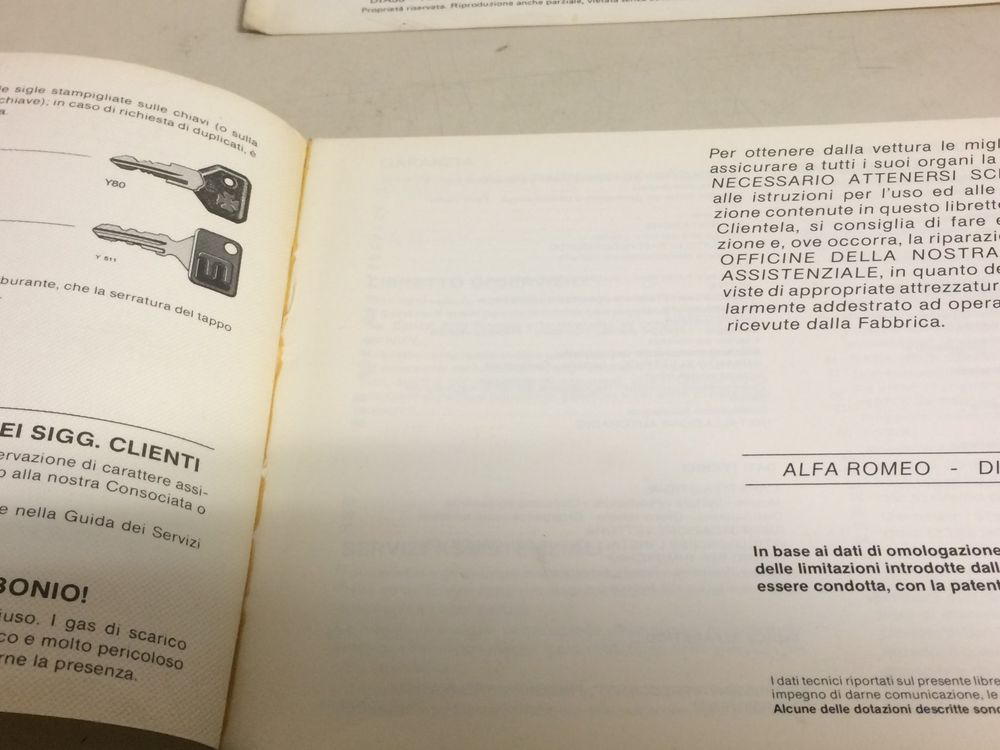 Proprietà riservata. Riproduzione anche parziale, vietata senza
sigle stampigliate sulle chiavi (o sulla
chiave); in caso di richiesta di duplicati, è
Y80
Y 511
burante, che la serratura del tappo
EI SIGG. CLIENTI
ervazione di carattere assi-
o alla nostra Consociata o
e nella Guida dei Servizi
BONIO!
iuso. I gas di scarico
co e molto pericoloso
rne la presenza.
Per ottenere dalla vettura le migl
assicurare a tutti i suoi organi la
NECESSARIO ATTENERSI SC
alle istruzioni per l'uso ed alle
zione contenute in questo libretto
Clientela, si consiglia di fare e
zione e, ove occorra, la riparazi
OFFICINE DELLA NOSTRA
ASSISTENZIALE, in quanto de
viste di appropriate attrezzatur
larmente addestrato ad opera
ricevute dalla Fabbrica.
ALFA ROMEO - DI
In base ai dati di omologazione
delle limitazioni introdotte dall
essere condotta, con la patent
I dati tecnici riportati sul presente libre
impegno di darne comunicazione, le
Alcune delle dotazioni descritte sono